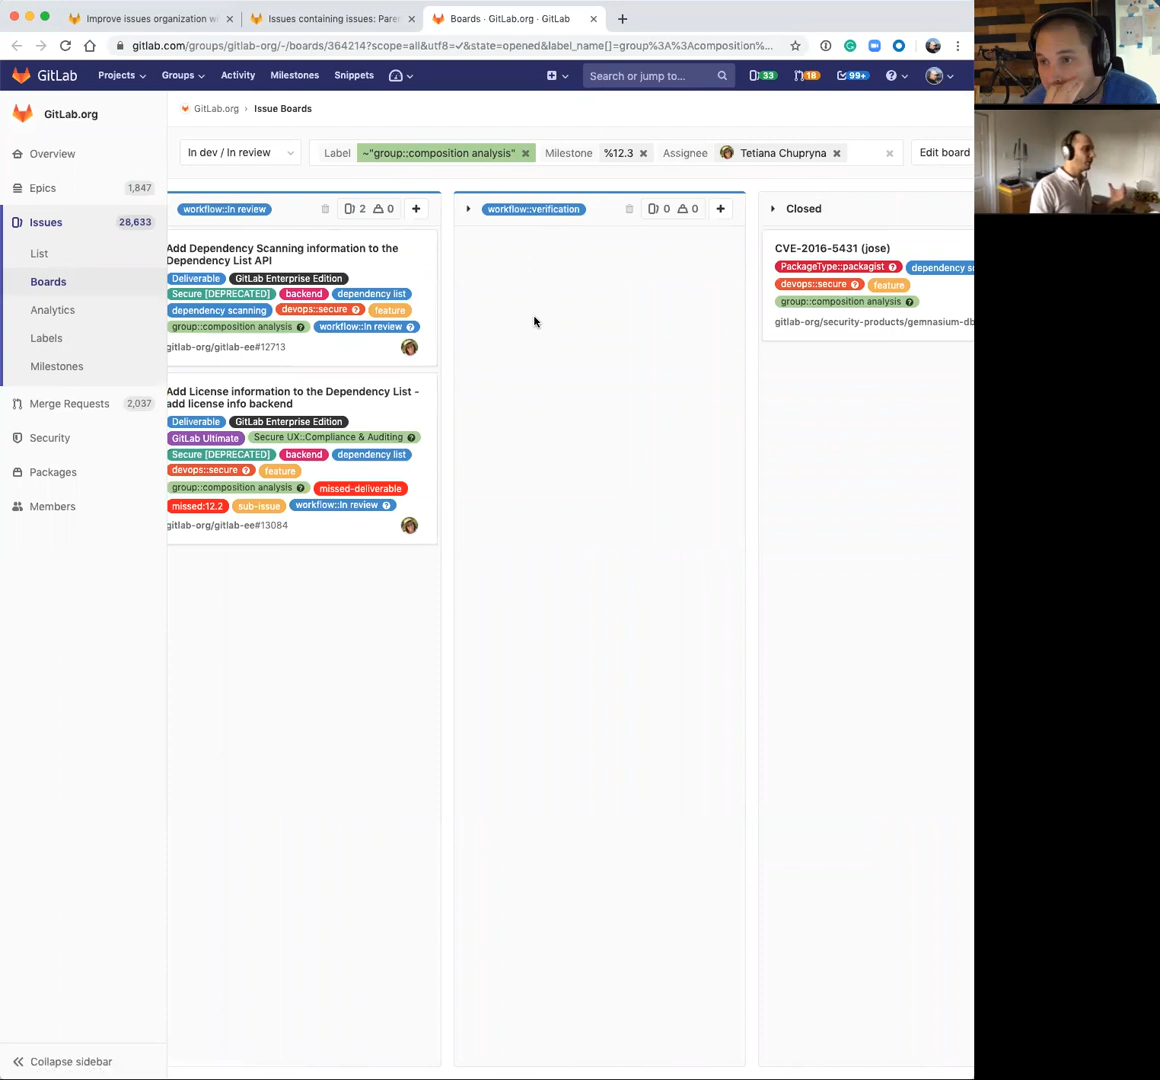 Improve issues organization wi
Issues containing issues: Paren
Boards · GitLab.org · GitLab
gitlab.com/groups/gitlab-org/-/boards/364214?scope=all&utf8=✓&state=opened&label_name[]=group%3A%3Acomposition%...
GitLab Projects Groups Activity Milestones Snippets Search or jump to... 33 18 99+
GitLab.org
GitLab.org › Issue Boards
Overview
Epics 1,847
Issues 28,633
List
Boards
Analytics
Labels
Milestones
Merge Requests 2,037
Security
Packages
Members
Collapse sidebar
In dev / In review Label ~"group::composition analysis" Milestone %12.3 Assignee Tetiana Chupryna Edit board
workflow::In review 2 0
Add Dependency Scanning information to the
Dependency List API
Deliverable GitLab Enterprise Edition
Secure [DEPRECATED] backend dependency list
dependency scanning devops::secure feature
group::composition analysis workflow::In review
gitlab-org/gitlab-ee#12713
Add License information to the Dependency List -
add license info backend
Deliverable GitLab Enterprise Edition
GitLab Ultimate Secure UX::Compliance & Auditing
Secure [DEPRECATED] backend dependency list
devops::secure feature
group::composition analysis missed-deliverable
missed:12.2 sub-issue workflow::In review
gitlab-org/gitlab-ee#13084
workflow::verification 0 0
Closed
CVE-2016-5431 (jose)
PackageType::packagist dependency sc
devops::secure feature
group::composition analysis
gitlab-org/security-products/gemnasium-db